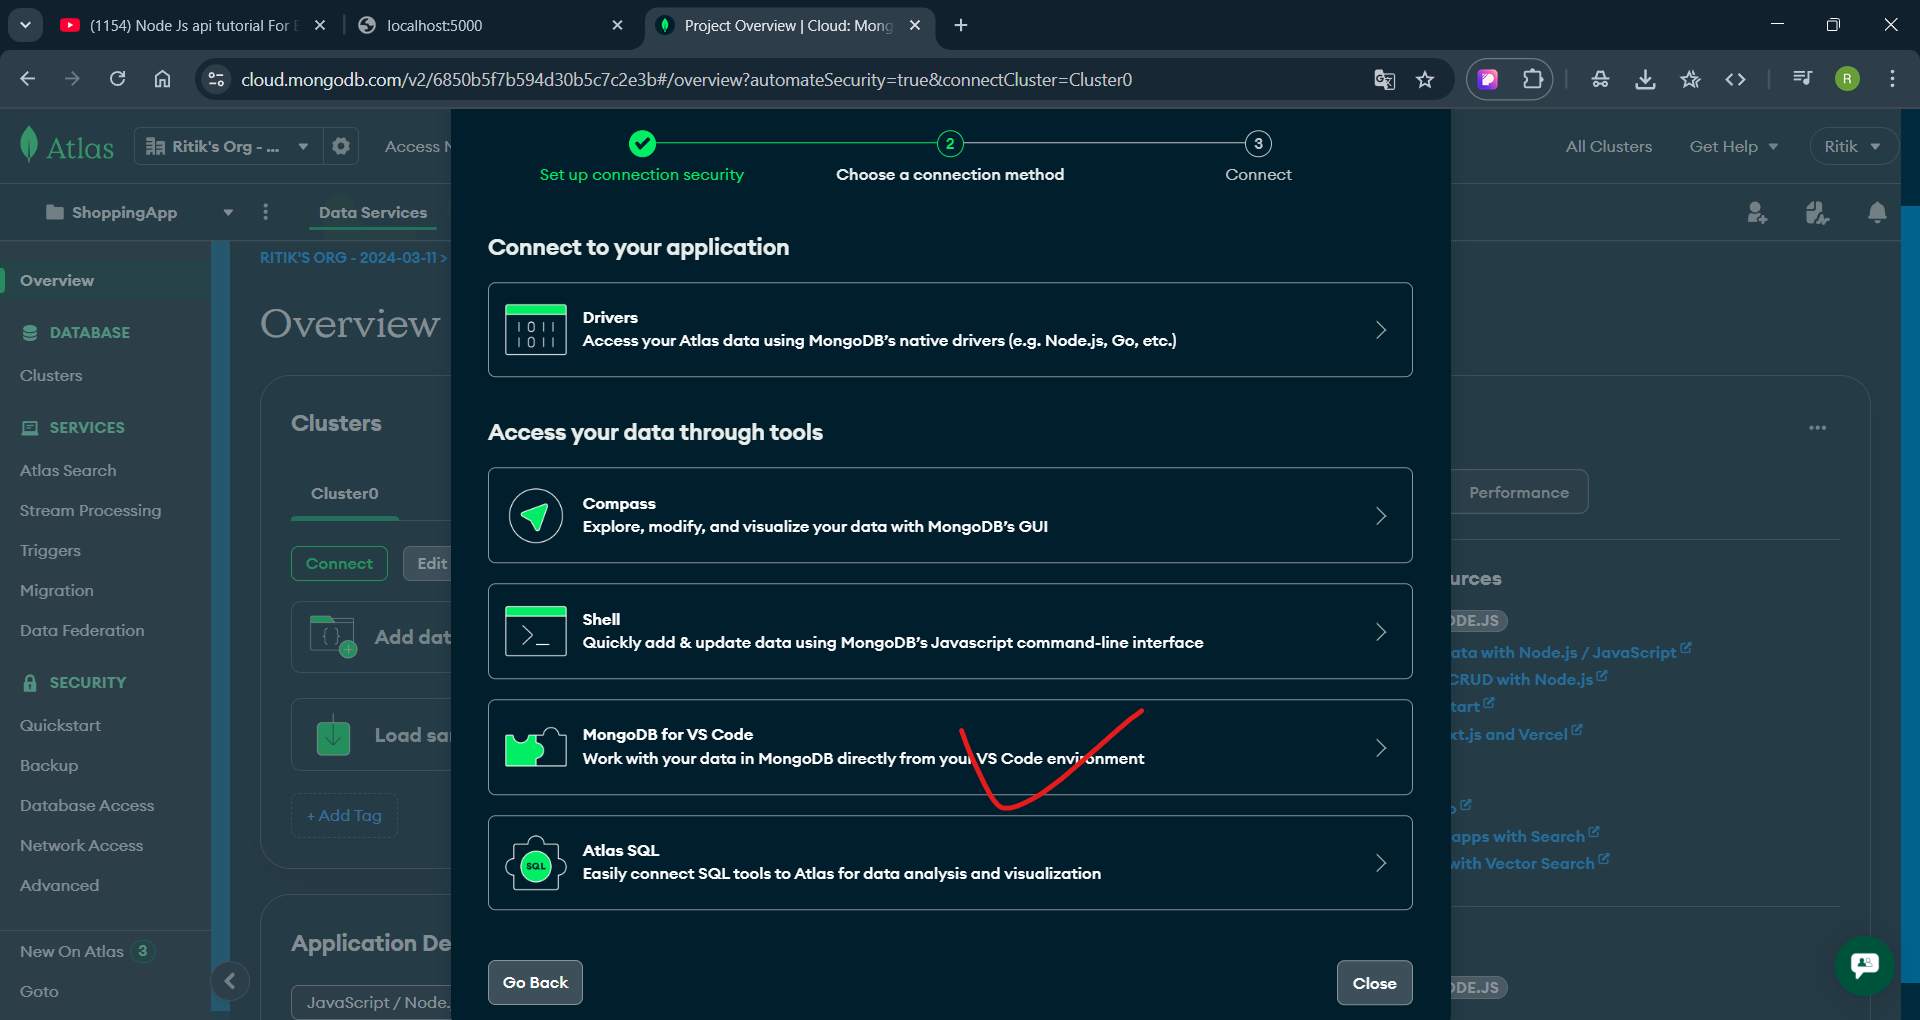 (1154) Node Js api tutorial For
localhost:5000
Project Overview | Cloud: Mong
cloud.mongodb.com/v2/6850b5f7b594d30b5c7c2e3b#/overview?automateSecurity=true&connectCluster=Cluster0
R
Atlas
Ritik's Org - ...
Access
All Clusters
Get Help
Ritik
ShoppingApp
Data Services
2
3
Set up connection security
Choose a connection method
Connect
RITIK'S ORG - 2024-03-11 >
Overview
Overview
DATABASE
Clusters
SERVICES
Atlas Search
Stream Processing
Triggers
Migration
Data Federation
SECURITY
Quickstart
Backup
Database Access
Network Access
Advanced
New On Atlas 3
Goto
Clusters
Cluster0
Connect
Edit
Add dat
Load sa
+ Add Tag
Application De
JavaScript / Node.
Connect to your application
Drivers
Access your Atlas data using MongoDB's native drivers (e.g. Node.js, Go, etc.)
Access your data through tools
Compass
Explore, modify, and visualize your data with MongoDB's GUI
Shell
Quickly add & update data using MongoDB's Javascript command-line interface
MongoDB for VS Code
Work with your data in MongoDB directly from your VS Code environment
SQL
Atlas SQL
Easily connect SQL tools to Atlas for data analysis and visualization
Go Back
Close
Performance
urces
DE.JS
ata with Node.js / JavaScript
CRUD with Node.js
tart
xt.js and Vercel
apps with Search
with Vector Search
DE.JS